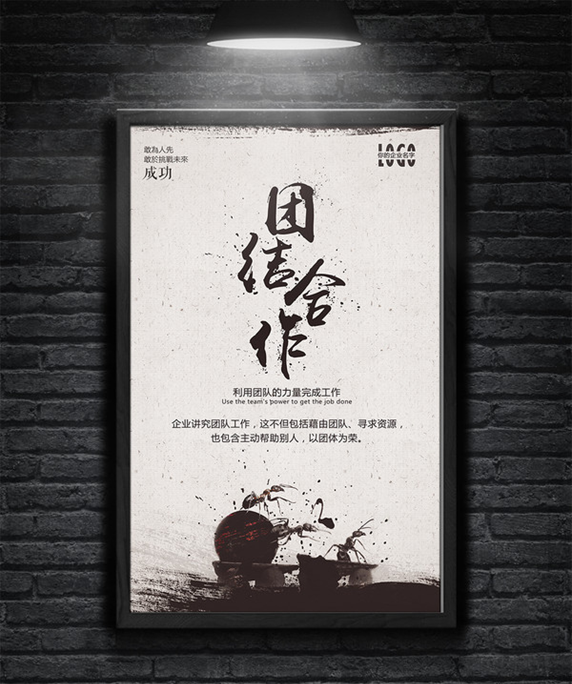 敢為人先
敢於挑戰未來
成功
LOGO
你的企业名字
团
结
合
作
利用团队的力量完成工作
Use the team's power to get the job done
企业讲究团队工作，这不但包括藉由团队、寻求资源，
也包含主动帮助别人，以团体为荣。